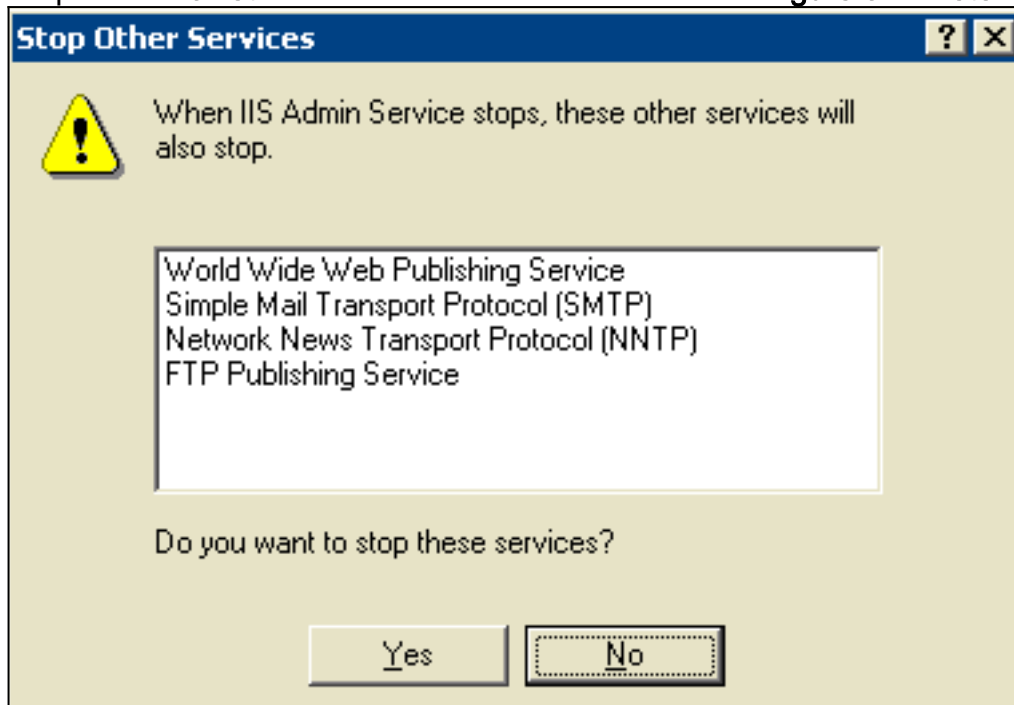 Stop Other Services
When IIS Admin Service stops, these other services will
also stop.
World Wide Web Publishing Service
Simple Mail Transport Protocol (SMTP)
Network News Transport Protocol (NNTP)
FTP Publishing Service
Do you want to stop these services?
Yes
No